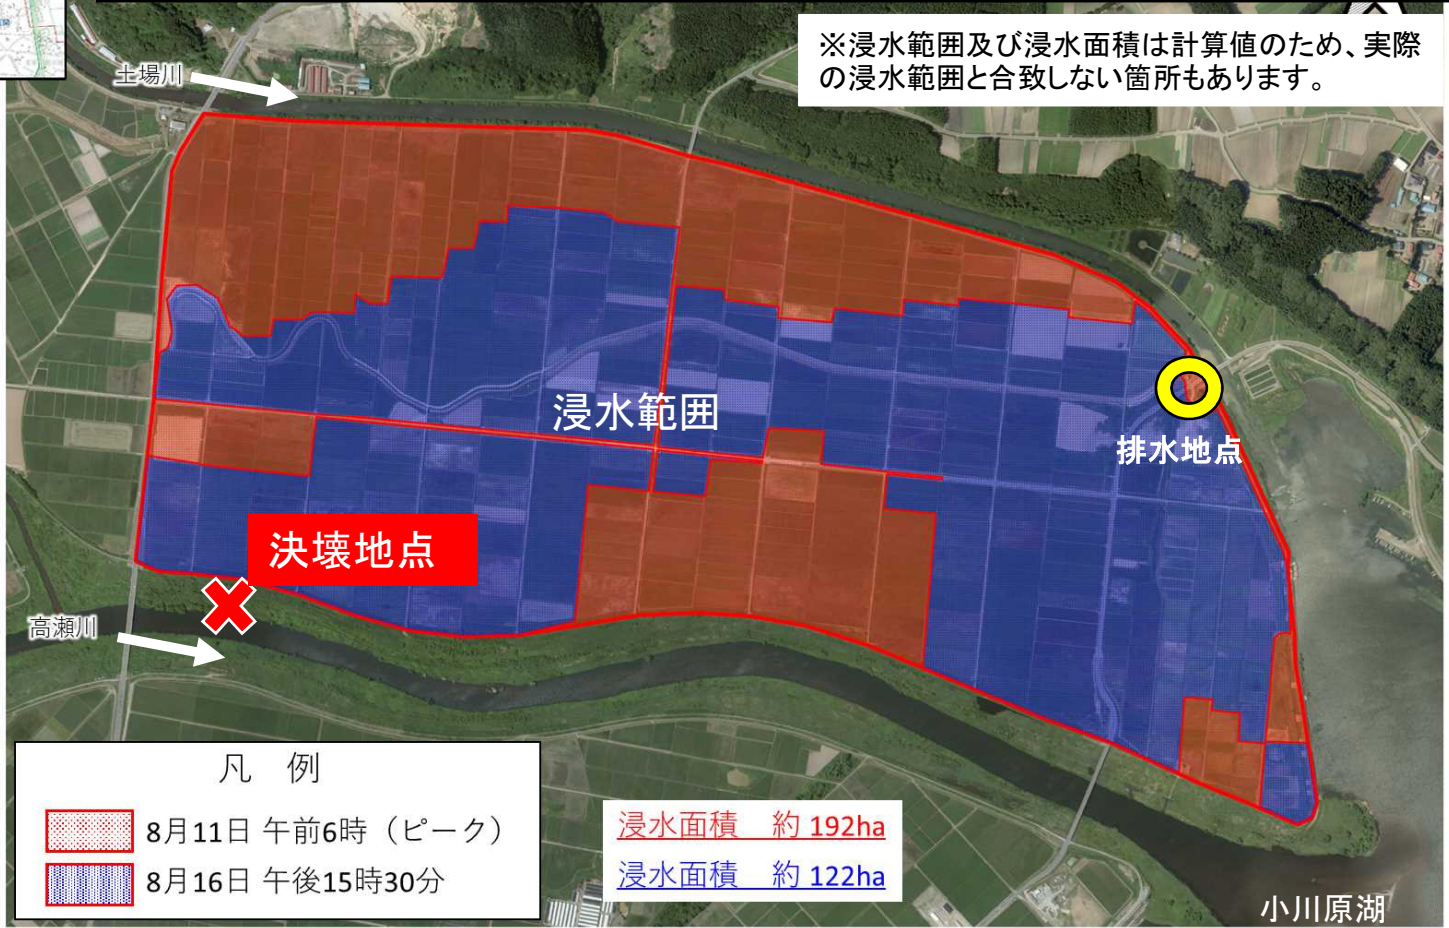 土場川
※浸水範囲及び浸水面積は計算値のため、実際
の浸水範囲と合致しない箇所もあります。
浸水範囲
排水地点
決壊地点
高瀬川
凡 例
8月11日 午前6時（ピーク）
8月16日 午後15時30分
浸水面積 約 192ha
浸水面積 約 122ha
小川原湖